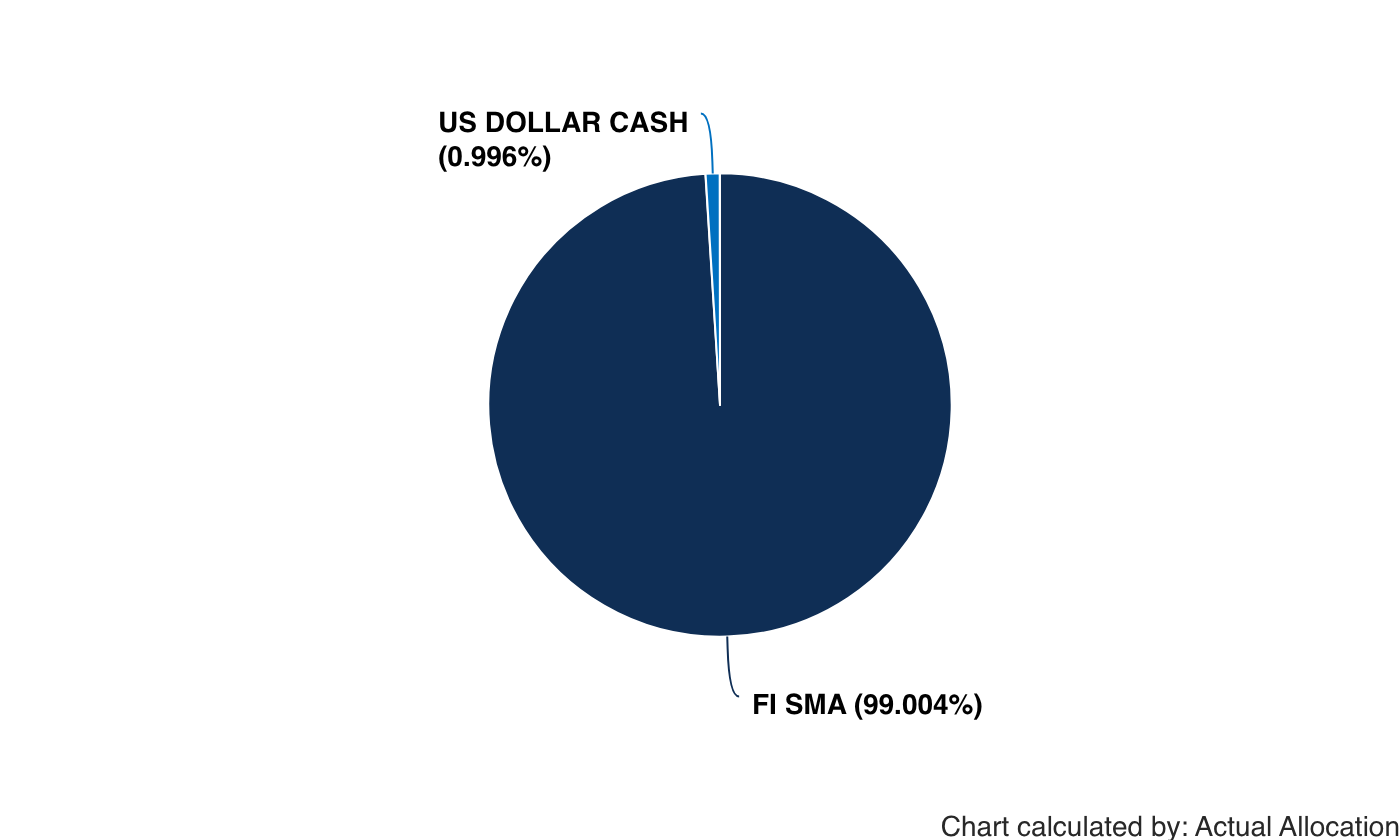 US DOLLAR CASH
(0.996%)
FI SMA (99.004%)
Chart calculated by: Actual Allocation